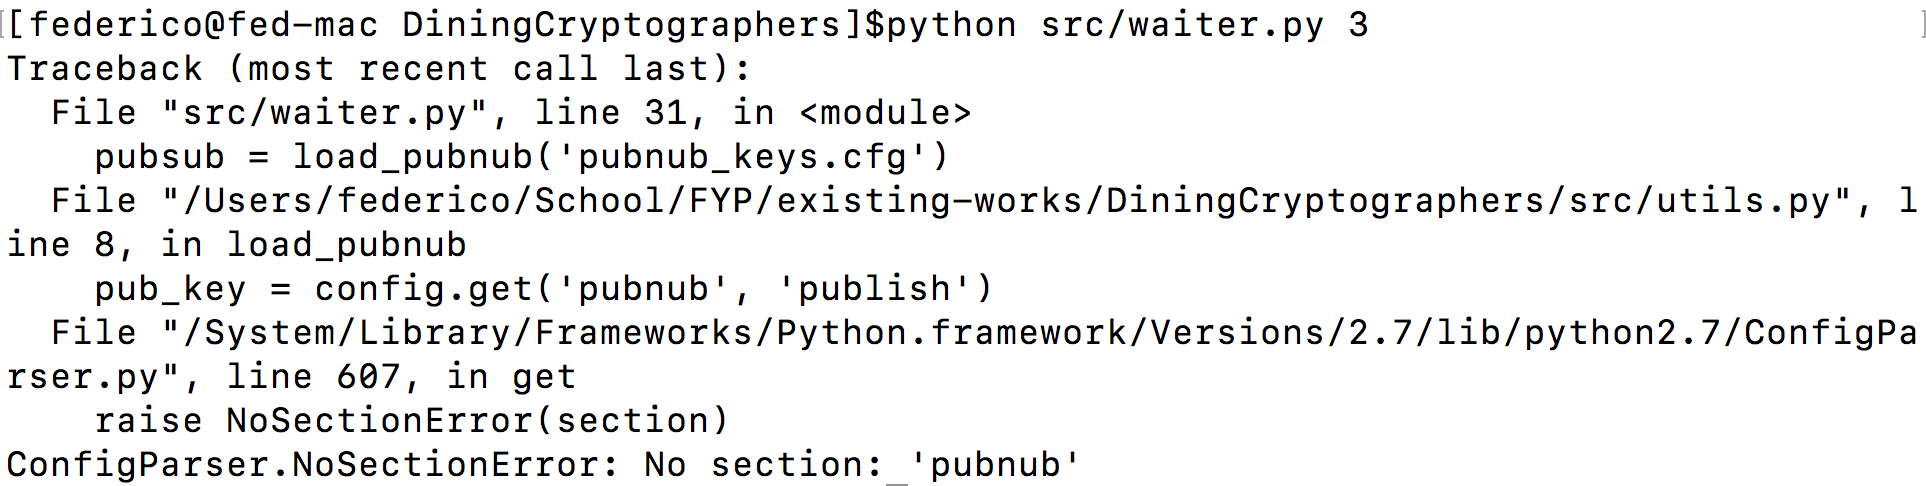 [federico@fed-mac DiningCryptographers]$python src/waiter.py 3
Traceback (most recent call last):
  File "src/waiter.py", line 31, in <module>
    pubsub = load_pubnub('pubnub_keys.cfg')
  File "/Users/federico/School/FYP/existing-works/DiningCryptographers/src/utils.py", l
ine 8, in load_pubnub
    pub_key = config.get('pubnub', 'publish')
  File "/System/Library/Frameworks/Python.framework/Versions/2.7/lib/python2.7/ConfigPa
rser.py", line 607, in get
    raise NoSectionError(section)
ConfigParser.NoSectionError: No section: 'pubnub'